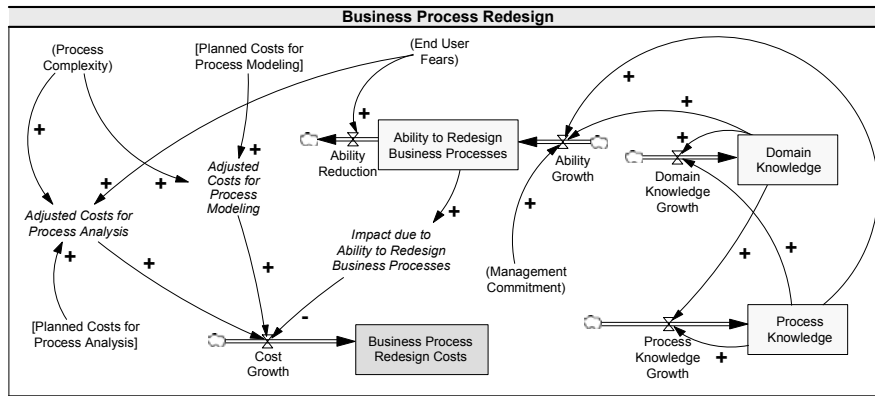 Business Process Redesign
(Process
Complexity)
[Planned Costs for
Process Modeling]
(End User
Fears)
+
+
+
+
+
+
Ability
Reduction
Ability to Redesign
Business Processes
Ability
Growth
Domain
Knowledge
Growth
Domain
Knowledge
+
+
+
Adjusted
Costs for
Process
Modeling
Adjusted Costs for
Process Analysis
+
+
+
+
Impact due to
Ability to Redesign
Business Processes
+
+
(Management
Commitment)
+
+
[Planned Costs for
Process Analysis]
-
Cost
Growth
Business Process
Redesign Costs
Process
Knowledge
Growth
Process
Knowledge
+